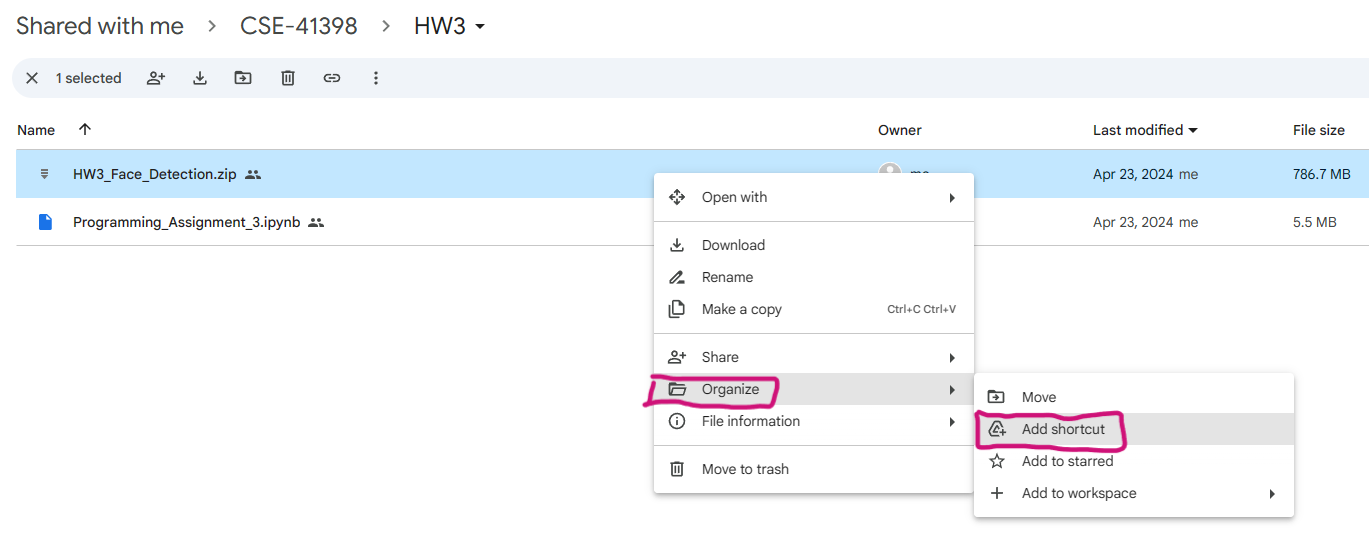 Shared with me > CSE-41398 > HW3
1 selected
Name Owner Last modified File size
HW3_Face_Detection.zip Apr 23, 2024 me 786.7 MB
Programming_Assignment_3.ipynb Apr 23, 2024 me 5.5 MB
Open with
Download
Rename
Make a copy Ctrl+C Ctrl+V
Share
Organize
File information
Move to trash
Move
Add shortcut
Add to starred
Add to workspace